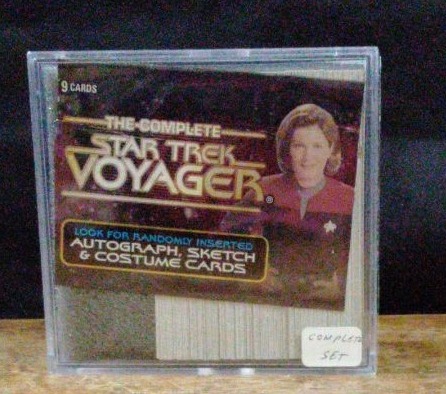 9 CARDS
THE COMPLETE
STAR TREK
VOYAGER®
LOOK FOR RANDOMLY INSERTED
AUTOGRAPH, SKETCH
& COSTUME CARDS
COMPLETE
SET